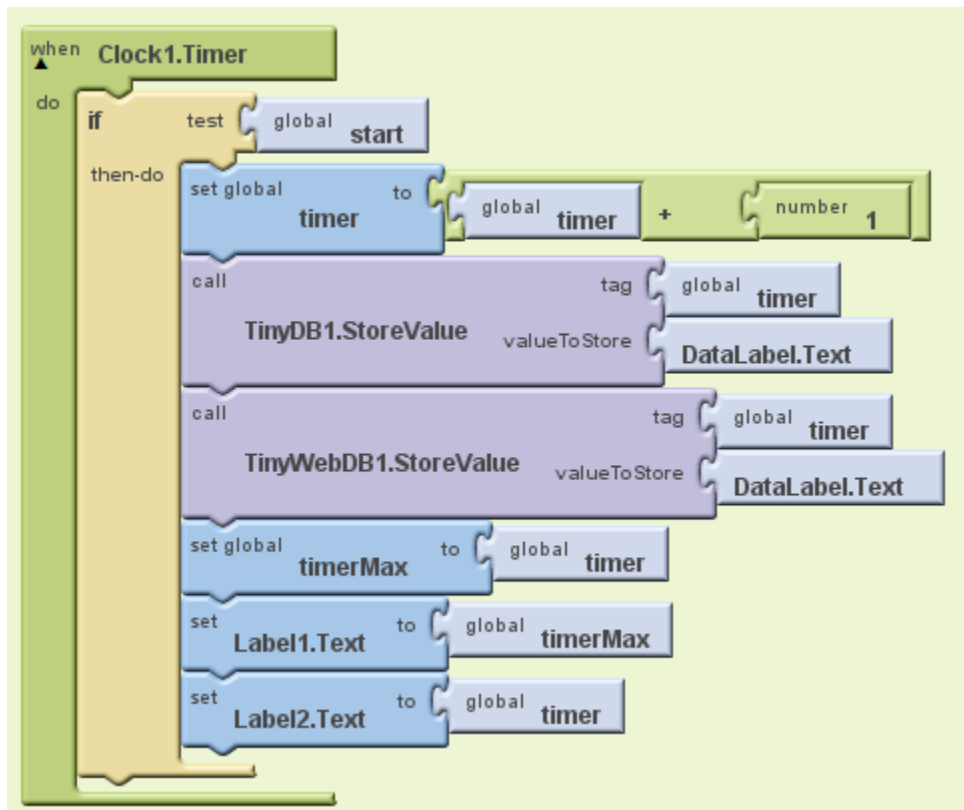 when Clock1.Timer
do
if test global start
then-do
set global timer to global timer + number 1
call TinyDB1.StoreValue tag global timer
valueToStore DataLabel.Text
call TinyWebDB1.StoreValue tag global timer
valueToStore DataLabel.Text
set global timerMax to global timer
set Label1.Text to global timerMax
set Label2.Text to global timer